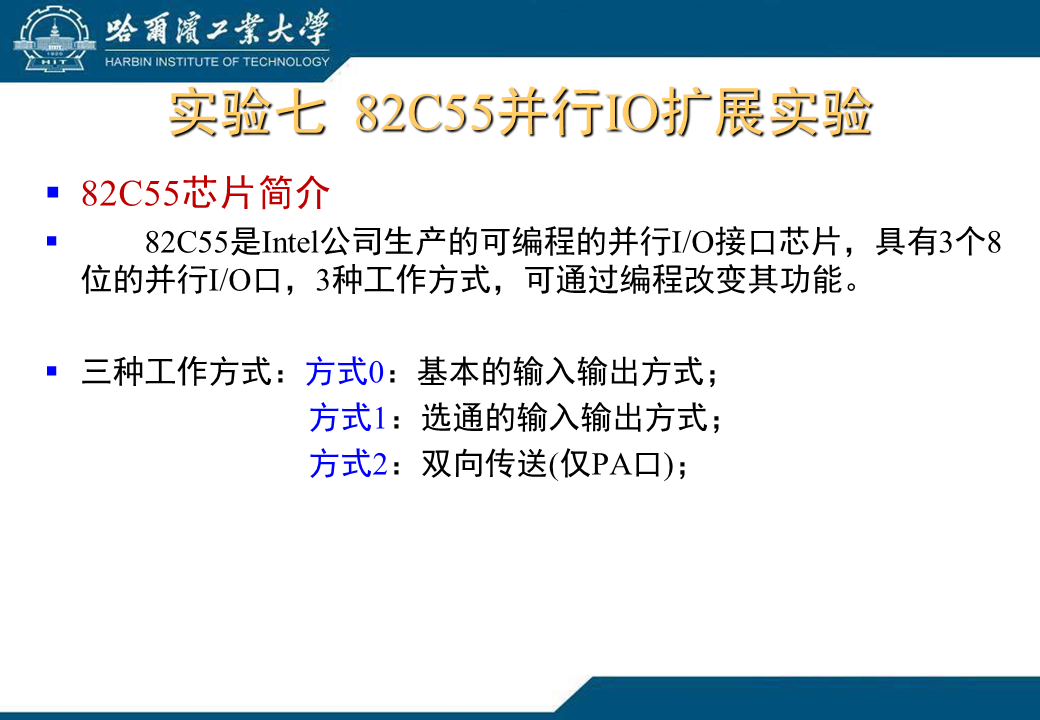 哈爾濱工業大學
HARBIN INSTITUTE OF TECHNOLOGY
HIT
实验七 82C55并行IO扩展实验
82C55芯片简介
82C55是Intel公司生产的可编程的并行I/O接口芯片，具有3个8
位的并行I/O口，3种工作方式，可通过编程改变其功能。
三种工作方式：方式0：基本的输入输出方式；
方式1：选通的输入输出方式；
方式2：双向传送(仅PA口)；